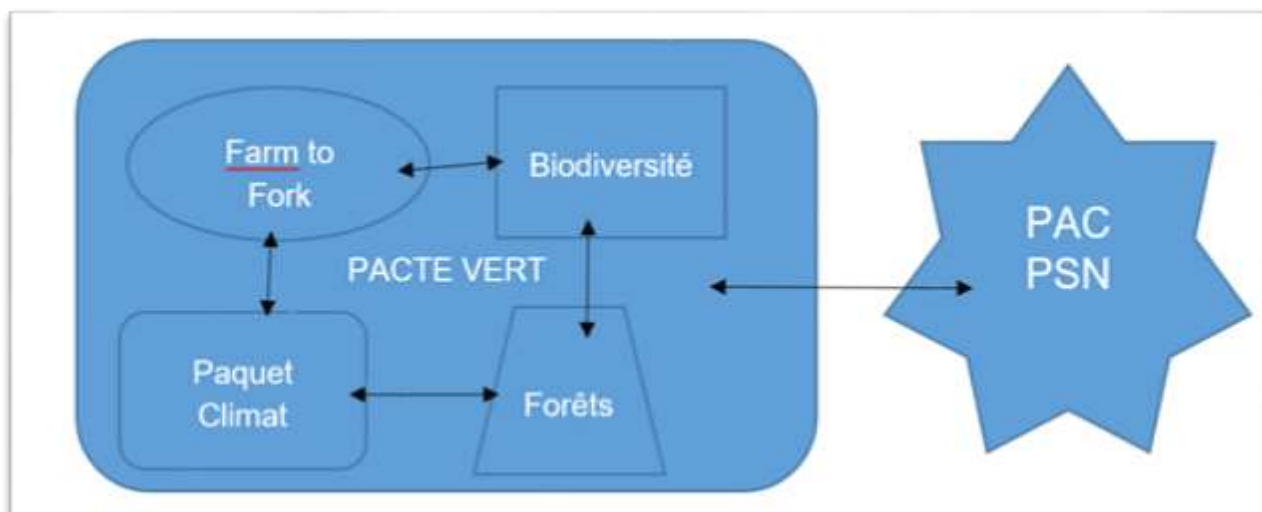 Farm to
Fork
Biodiversité
PACTE VERT
Paquet
Climat
Forêts
PAC
PSN